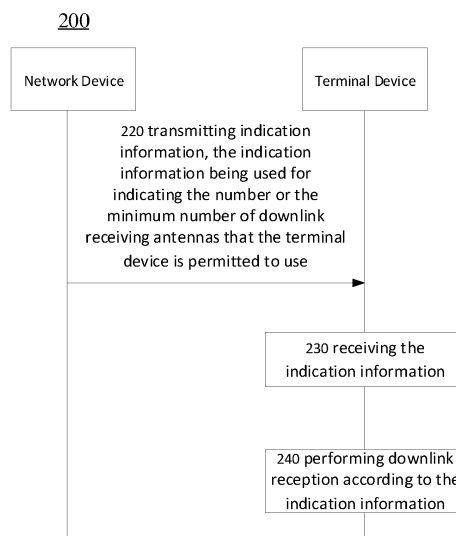 200
Network Device
Terminal Device
220 transmitting indication
information, the indication
information being used for
indicating the number or the
minimum number of downlink
receiving antennas that the terminal
device is permitted to use
230 receiving the
indication information
240 performing downlink
reception according to the
indication information